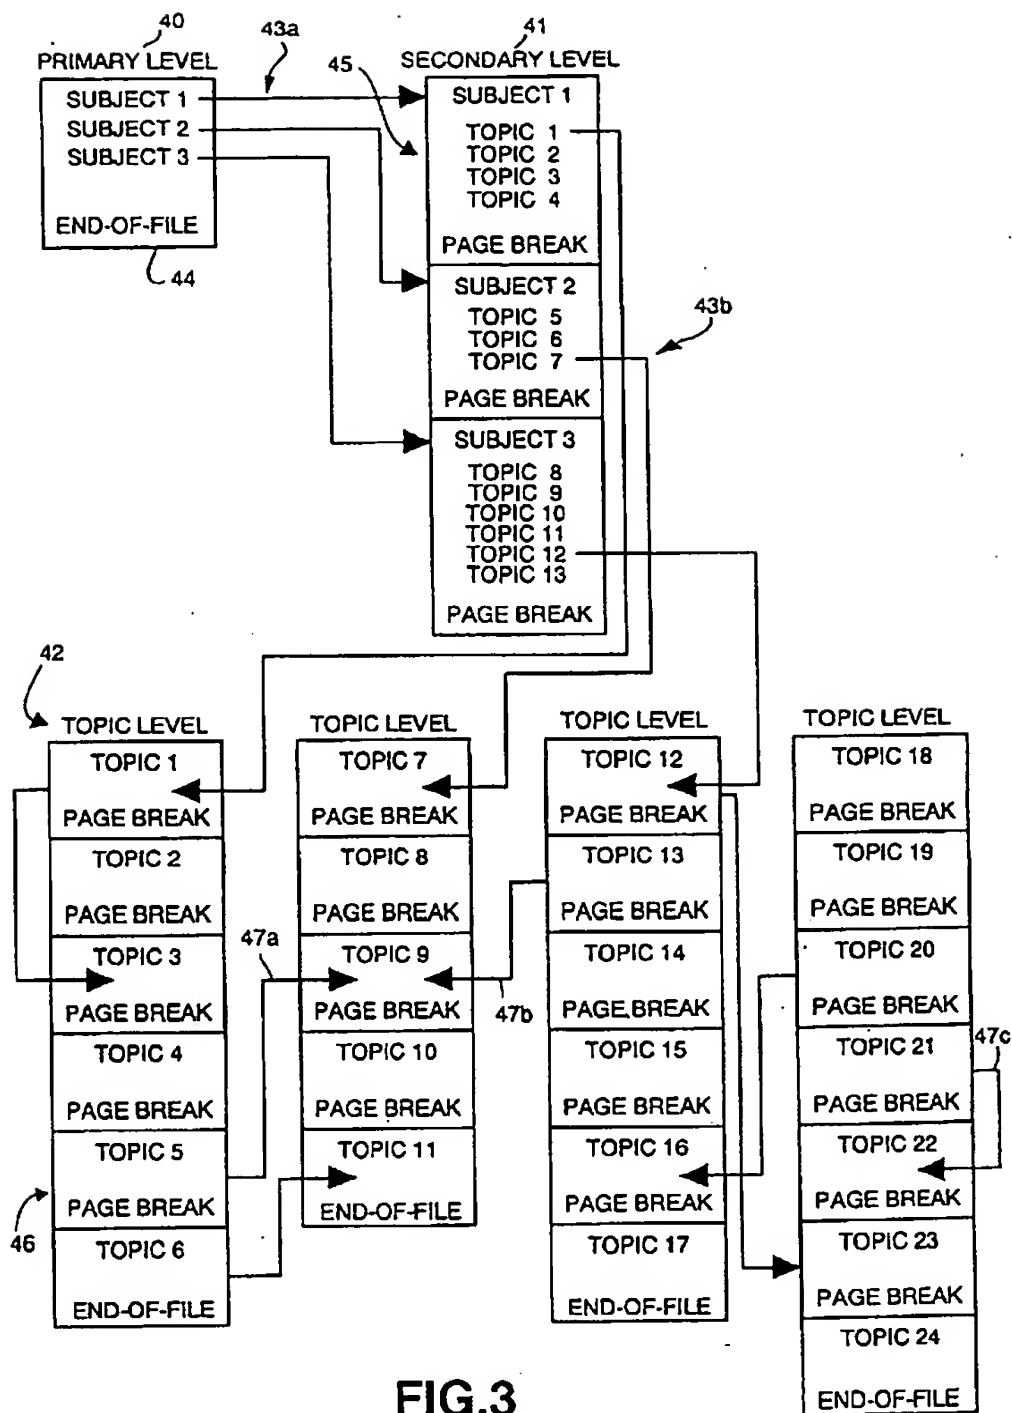 40
PRIMARY LEVEL
SUBJECT 1
SUBJECT 2
SUBJECT 3
END-OF-FILE
44
43a
41
SECONDARY LEVEL
45
SUBJECT 1
TOPIC 1
TOPIC 2
TOPIC 3
TOPIC 4
PAGE BREAK
SUBJECT 2
TOPIC 5
TOPIC 6
TOPIC 7
PAGE BREAK
43b
SUBJECT 3
TOPIC 8
TOPIC 9
TOPIC 10
TOPIC 11
TOPIC 12
TOPIC 13
PAGE BREAK
42
TOPIC LEVEL
TOPIC 1
PAGE BREAK
TOPIC 2
PAGE BREAK
TOPIC 3
PAGE BREAK
TOPIC 4
PAGE BREAK
TOPIC 5
PAGE BREAK
46
TOPIC 6
END-OF-FILE
47a
TOPIC LEVEL
TOPIC 7
PAGE BREAK
TOPIC 8
PAGE BREAK
TOPIC 9
PAGE BREAK
TOPIC 10
PAGE BREAK
TOPIC 11
END-OF-FILE
47b
TOPIC LEVEL
TOPIC 12
PAGE BREAK
TOPIC 13
PAGE BREAK
TOPIC 14
PAGE BREAK
TOPIC 15
PAGE BREAK
TOPIC 16
PAGE BREAK
TOPIC 17
END-OF-FILE
TOPIC LEVEL
TOPIC 18
PAGE BREAK
TOPIC 19
PAGE BREAK
TOPIC 20
PAGE BREAK
TOPIC 21
PAGE BREAK
47c
TOPIC 22
PAGE BREAK
TOPIC 23
PAGE BREAK
TOPIC 24
END-OF-FILE
FIG.3